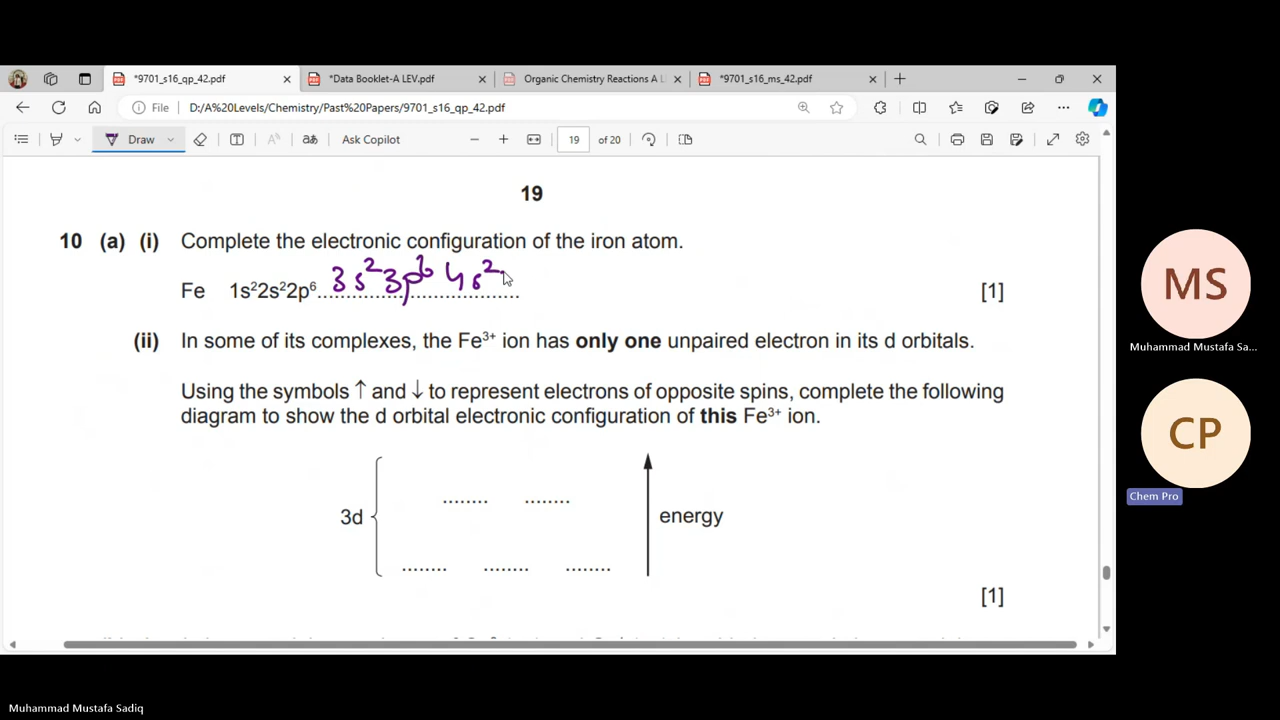 *9701_s16_qp_42.pdf
*Data Booklet-A LEV.pdf
Organic Chemistry Reactions A L
*9701_s16_ms_42.pdf
File
D:/A%20Levels/Chemistry/Past%20Papers/9701_s16_qp_42.pdf
Draw
Ask Copilot
19
of 20
19
10 (a) (i) Complete the electronic configuration of the iron atom.
Fe 1s²2s²2p⁶ 3s² 3p⁶ 4s² [1]
(ii) In some of its complexes, the Fe³⁺ ion has only one unpaired electron in its d orbitals.
Using the symbols ↑ and ↓ to represent electrons of opposite spins, complete the following
diagram to show the d orbital electronic configuration of this Fe³⁺ ion.
........ ........
3d energy
........ ........ ........
[1]
MS
Muhammad Mustafa Sa...
CP
Chem Pro
Muhammad Mustafa Sadiq